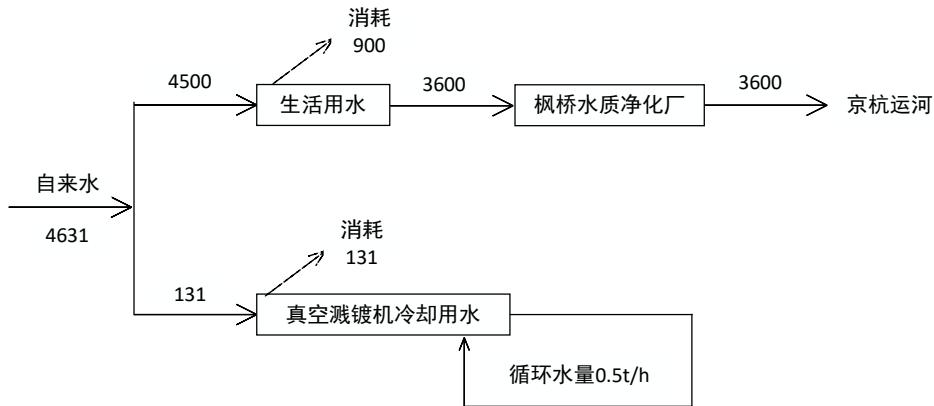 消耗
900
4500
生活用水
3600
枫桥水质净化厂
3600
京杭运河
自来水
4631
消耗
131
131
真空溅镀机冷却用水
循环水量0.5t/h